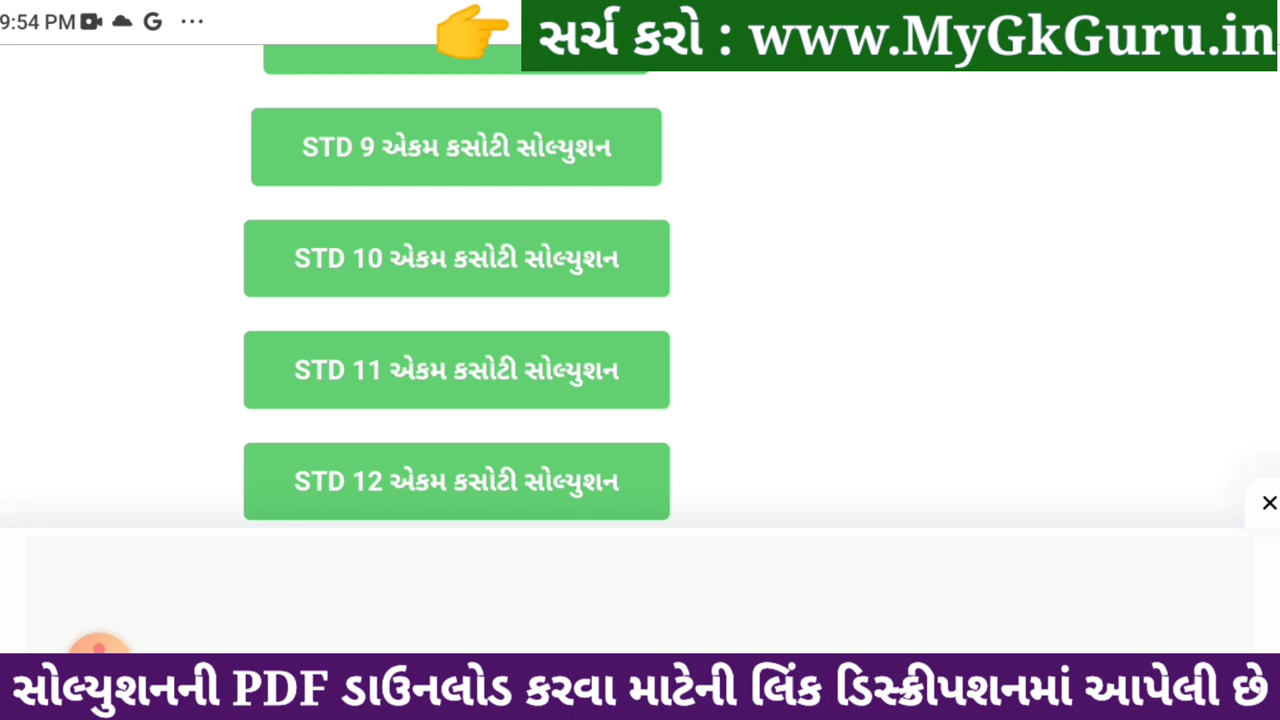 9:54 PM
સર્ચ કરો : www.MyGkGuru.in
STD 9 એકમ કસોટી સોલ્યુશન
STD 10 એકમ કસોટી સોલ્યુશન
STD 11 એકમ કસોટી સોલ્યુશન
STD 12 એકમ કસોટી સોલ્યુશન
સોલ્યુશનની PDF ડાઉનલોડ કરવા માટેની લિંક ડિસ્ક્રીપશનમાં આપેલી છે